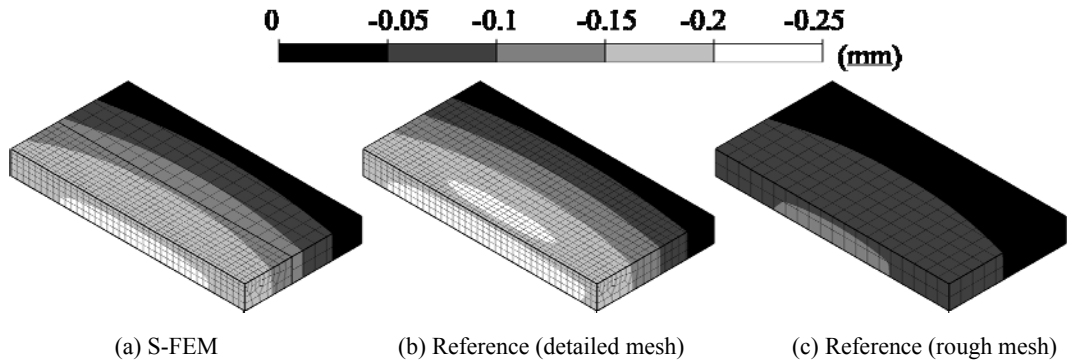 0 -0.05 -0.1 -0.15 -0.2 -0.25
(mm)
(a) S-FEM (b) Reference (detailed mesh) (c) Reference (rough mesh)